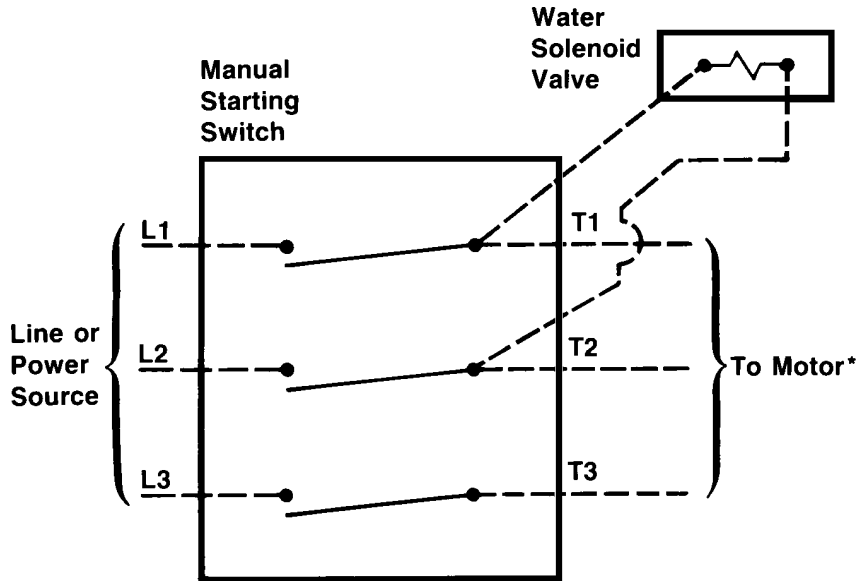 Water
Solenoid
Valve
Manual
Starting
Switch
L1
T1
Line or
Power
Source
L2
T2
To Motor*
L3
T3